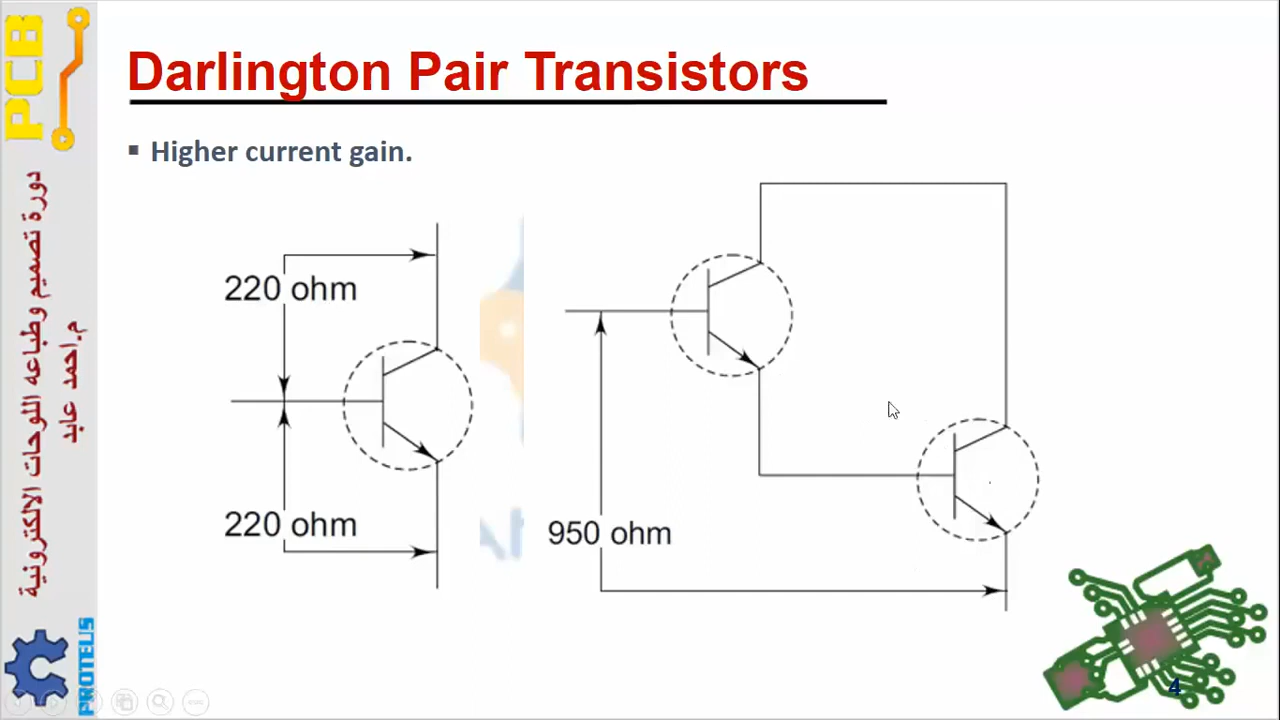 Darlington Pair Transistors
▪ Higher current gain.
220 ohm
220 ohm
950 ohm
PCB
دورة تصميم وطباعه اللوحات الالكترونية
م.احمد عابد
PROTEUS
4